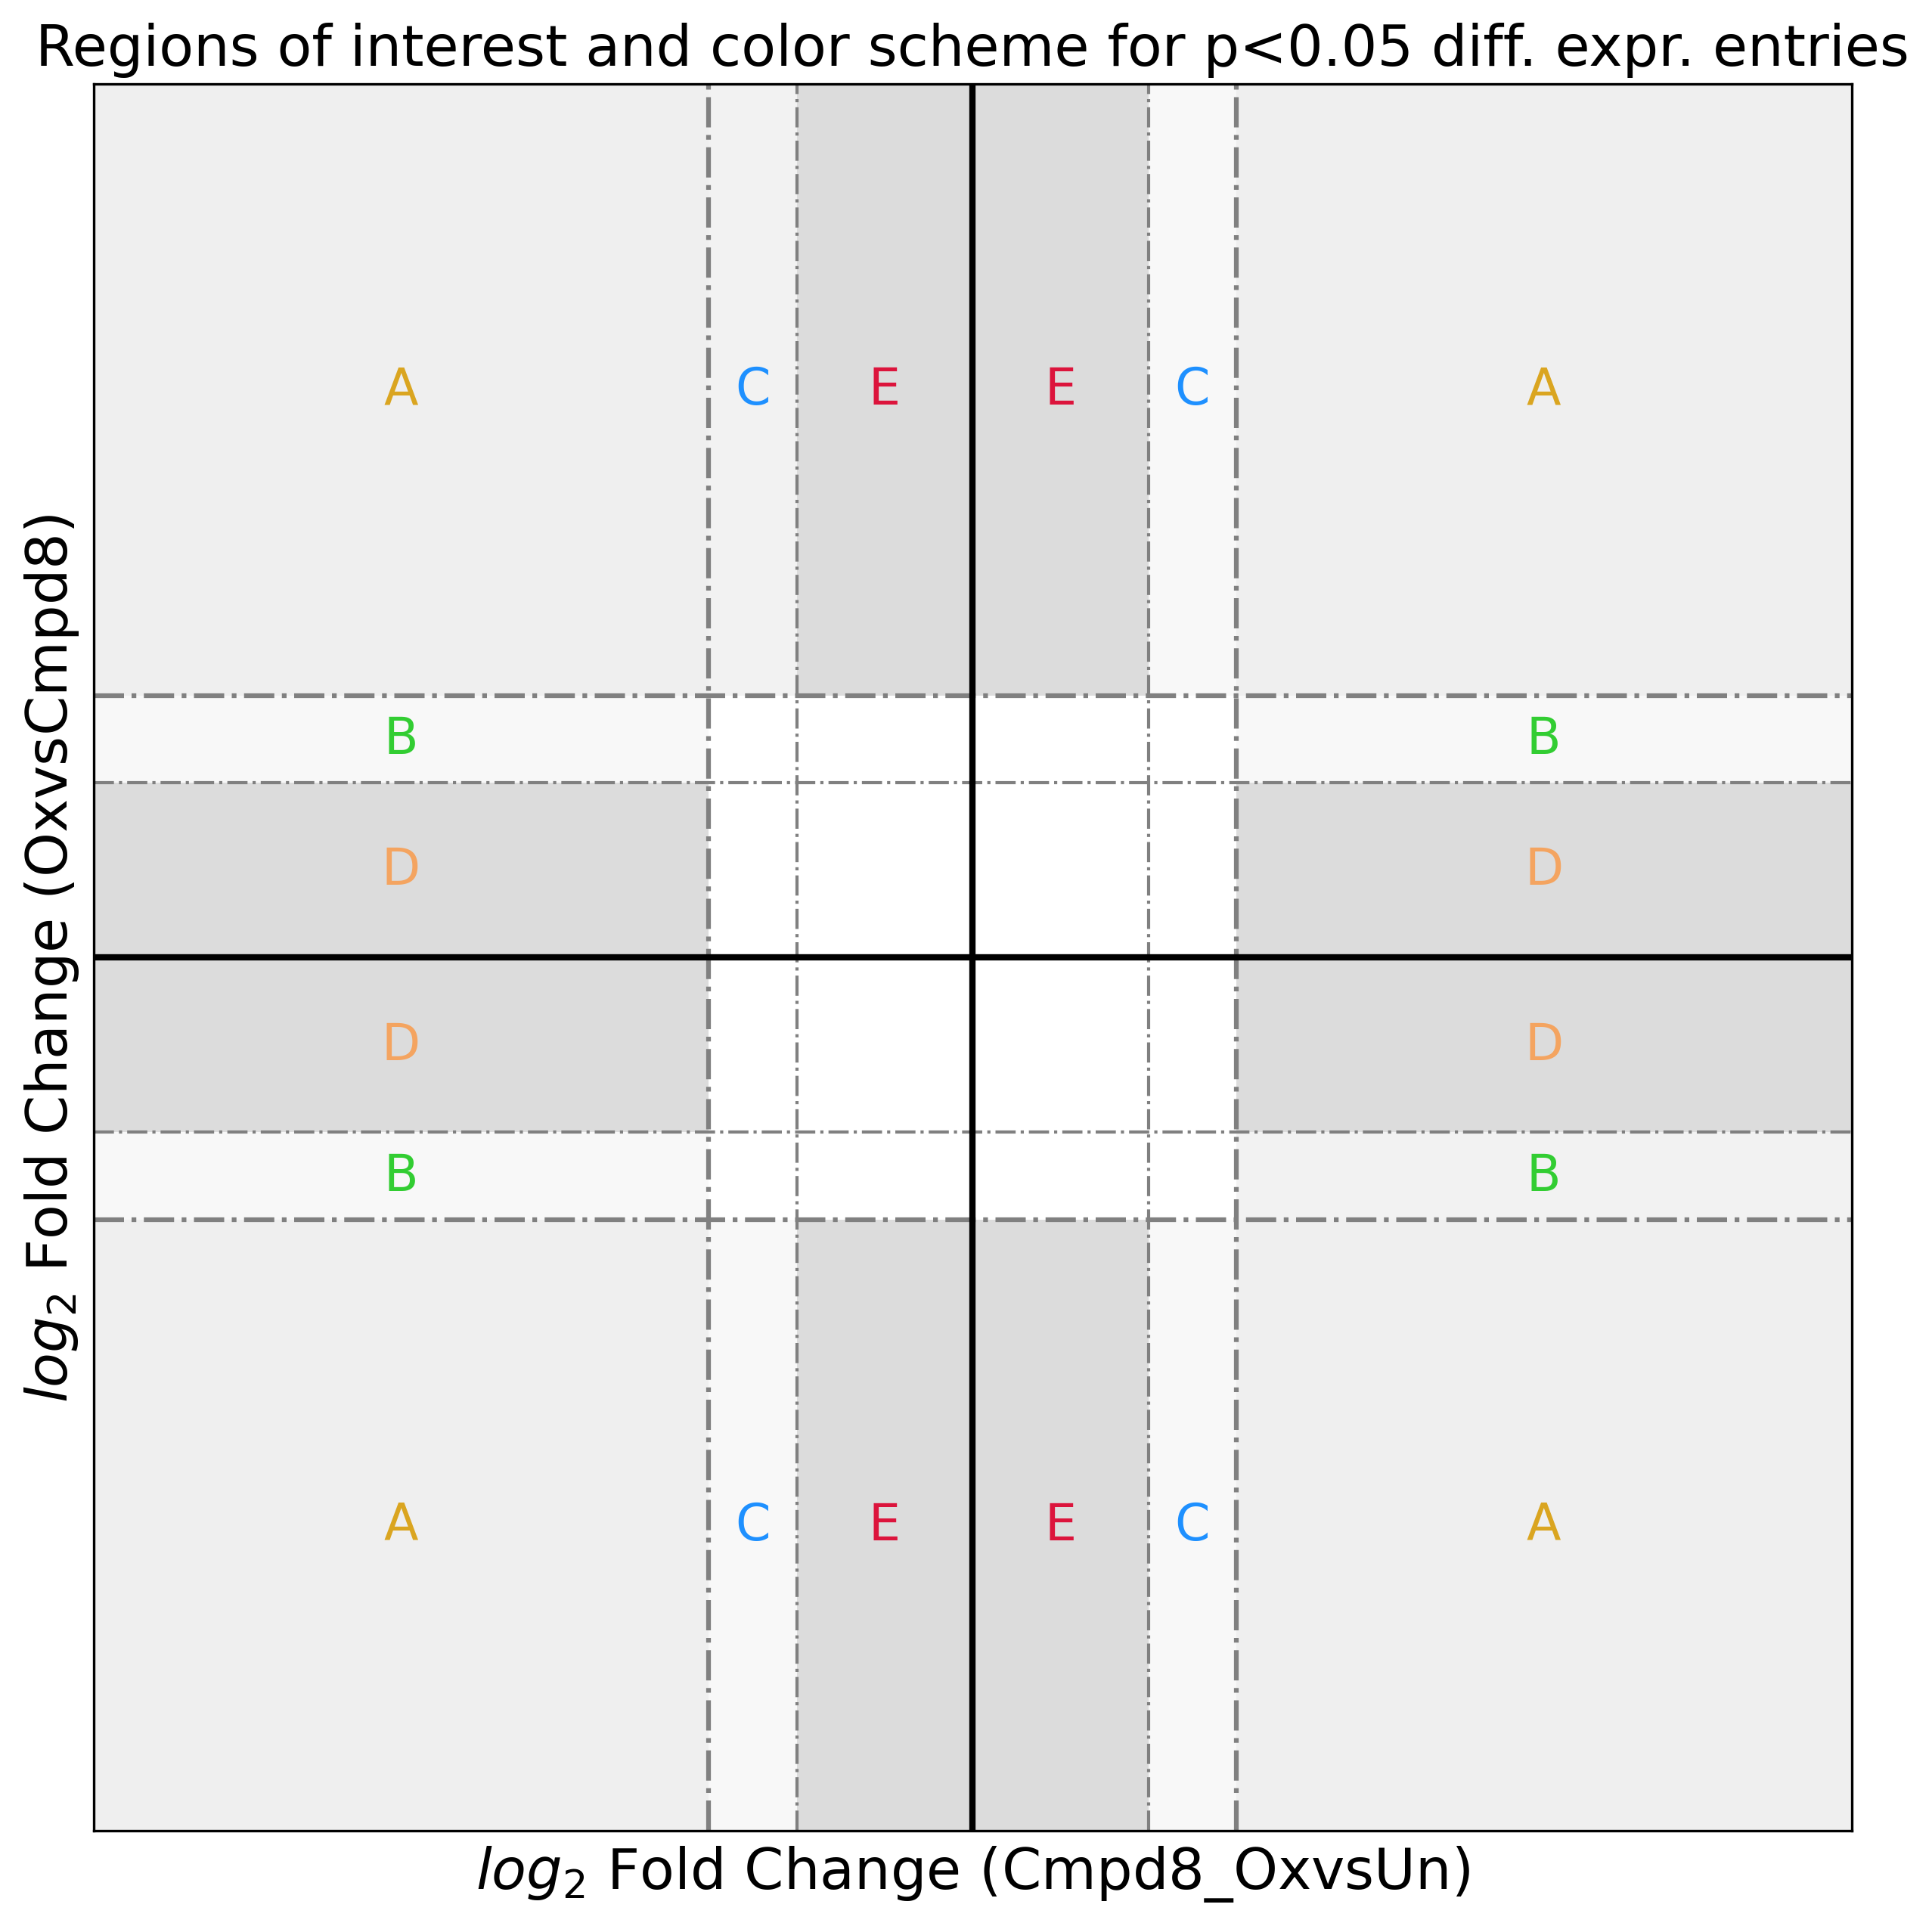 Regions of interest and color scheme for p<0.05 diff. expr. entries
log₂ Fold Change (OxvsCmpd8)
A C E E C A
B B
D D
D D
B B
A C E E C A
log₂ Fold Change (Cmpd8_OxvsUn)